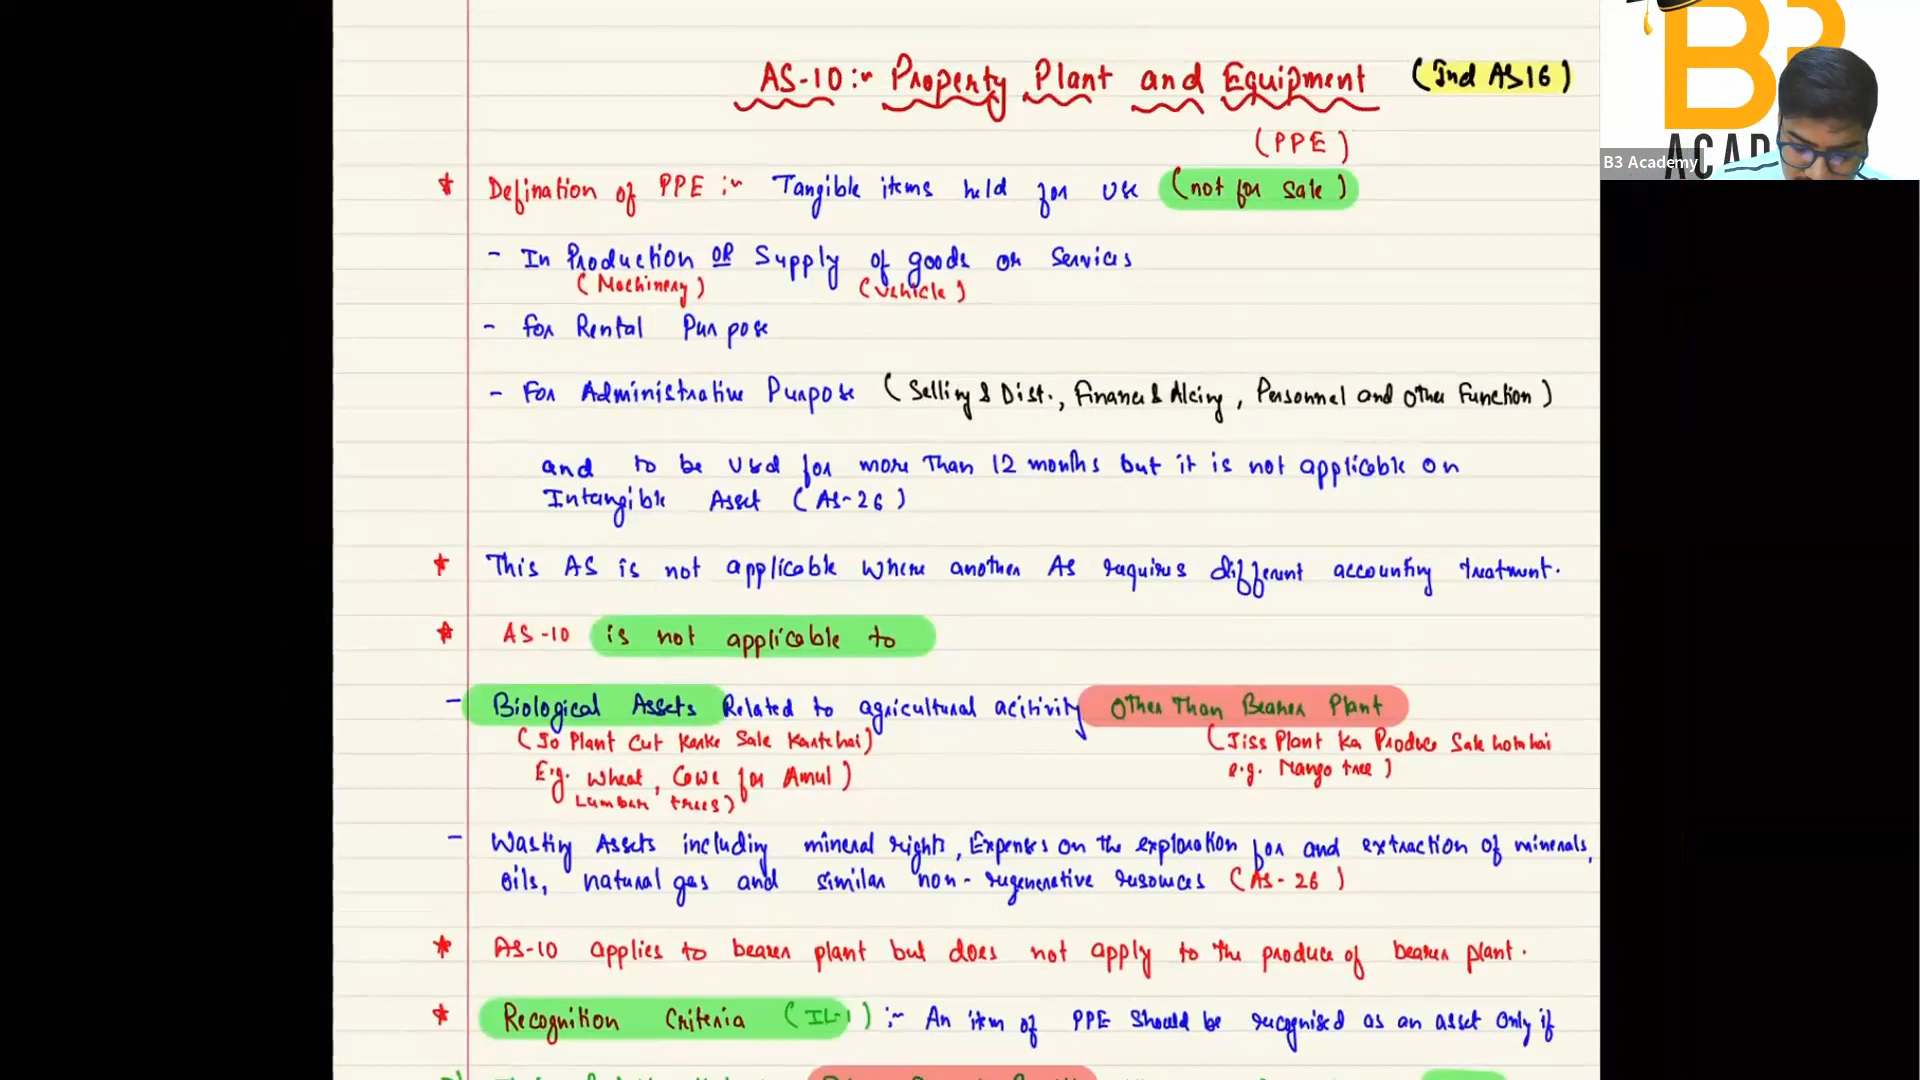 AS-10:- Property Plant and Equipment (Ind AS16)
(PPE)
B3
ACAD
B3 Academy
* Defination of PPE :- Tangible items held for use (not for sale)
- In Production OR Supply of goods or Services
(Machinery) (Vehicle)
- for Rental Purpose
- For Administrative Purpose (Selling & Dist., Finance & A/cing, Personnel and Other Function)
and to be used for more than 12 months but it is not applicable on
Intangible Asset (AS-26)
* This AS is not applicable where another AS requires different accounting treatment.
* AS-10 is not applicable to
- Biological Assets Related to agricultural acitivity Other Than Bearer Plant
(Jo Plant Cut Karke Sale Kartehai) (Jiss Plant ka Produce Sale hota hai
E.g. Wheat, Cows for Amul) e.g. Mango tree)
Lumber trees)
- Wasting Assets including mineral rights, Expenses on the exploration for and extraction of minerals,
oils, natural gas and similar non-regenerative resources (AS-26)
* AS-10 applies to bearer plant but does not apply to the produce of bearer plant.
* Recognition Criteria (IL-1) :- An item of PPE should be recognised as an asset only if